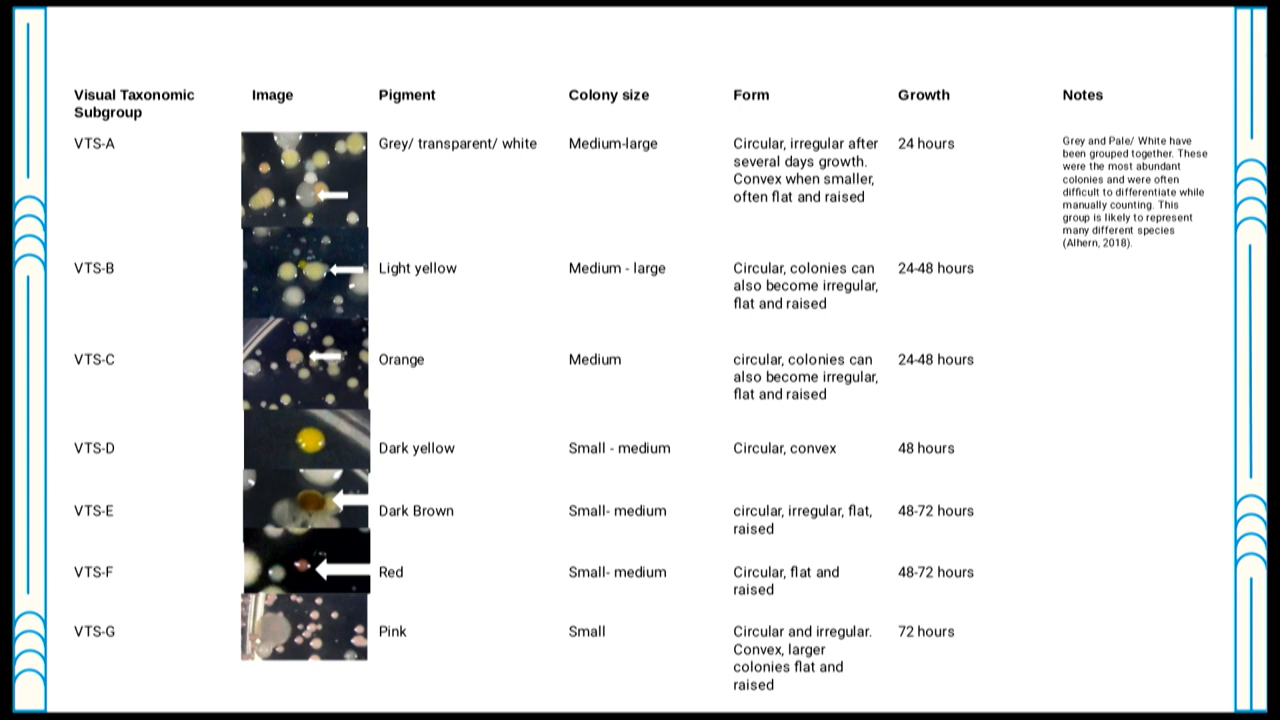 Visual Taxonomic
Subgroup
Image
Pigment
Colony size
Form
Growth
Notes
VTS-A
Grey/ transparent/ white
Medium-large
Circular, irregular after
several days growth.
Convex when smaller,
often flat and raised
24 hours
Grey and Pale/ White have
been grouped together. These
were the most abundant
colonies and were often
difficult to differentiate while
manually counting. This
group is likely to represent
many different species
(Alhern, 2018).
VTS-B
Light yellow
Medium - large
Circular, colonies can
also become irregular,
flat and raised
24-48 hours
VTS-C
Orange
Medium
circular, colonies can
also become irregular,
flat and raised
24-48 hours
VTS-D
Dark yellow
Small - medium
Circular, convex
48 hours
VTS-E
Dark Brown
Small- medium
circular, irregular, flat,
raised
48-72 hours
VTS-F
Red
Small- medium
Circular, flat and
raised
48-72 hours
VTS-G
Pink
Small
Circular and irregular.
Convex, larger
colonies flat and
raised
72 hours